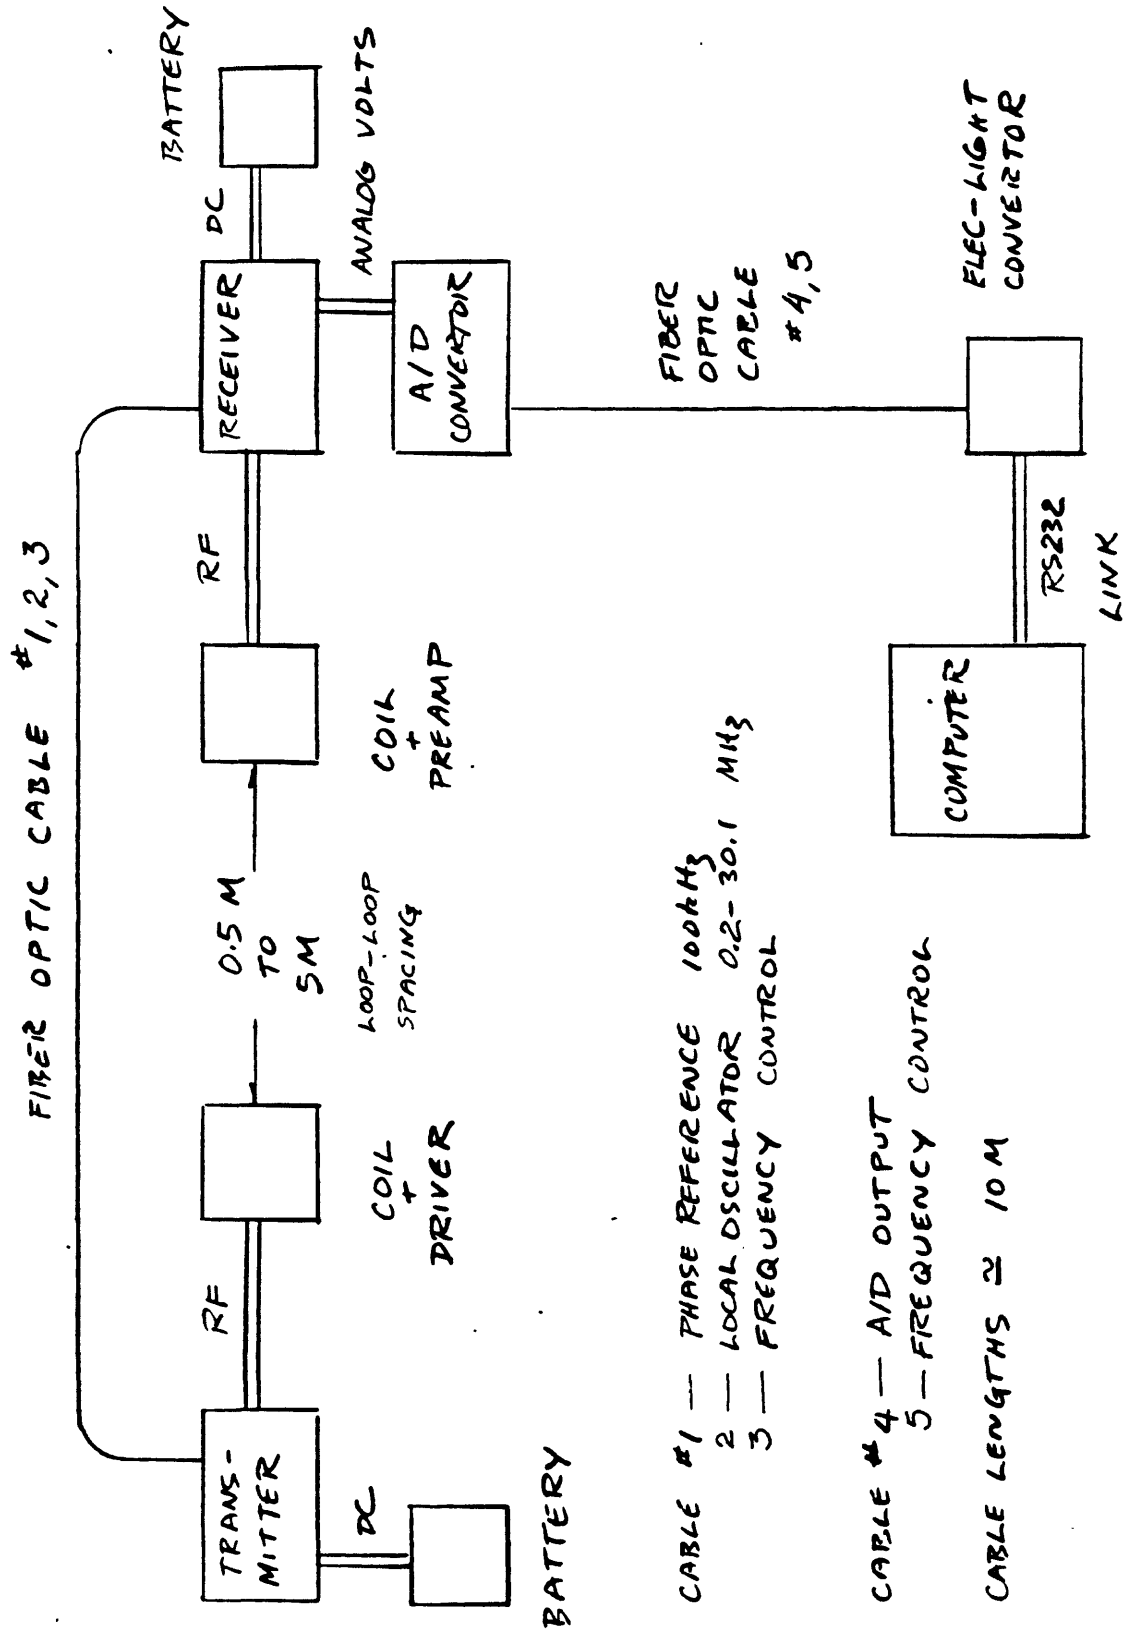 FIBER OPTIC CABLE #1,2,3
TRANS-
MITTER
RF
0.5 M
TO
5M
RF
RECEIVER
DC
BATTERY
DC
BATTERY
COIL
+
DRIVER
LOOP-LOOP
SPACING
COIL
+
PREAMP
ANALOG VOLTS
A/D
CONVERTOR
FIBER
OPTIC
CABLE
#4,5
ELEC-LIGHT
CONVERTOR
COMPUTER
RS232
LINK
CABLE #1 — PHASE REFERENCE 100kHz
2 — LOCAL OSCILLATOR 0.2-30.1 MHz
3 — FREQUENCY CONTROL
CABLE #4 — A/D OUTPUT
5 — FREQUENCY CONTROL
CABLE LENGTHS ≃ 10 M